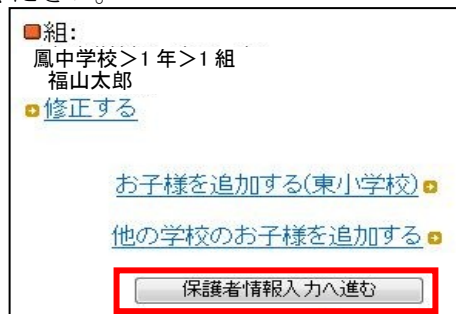 ■組:
鳳中学校＞1年＞1組
福山太郎
修正する
お子様を追加する(東小学校)
他の学校のお子様を追加する
保護者情報入力へ進む